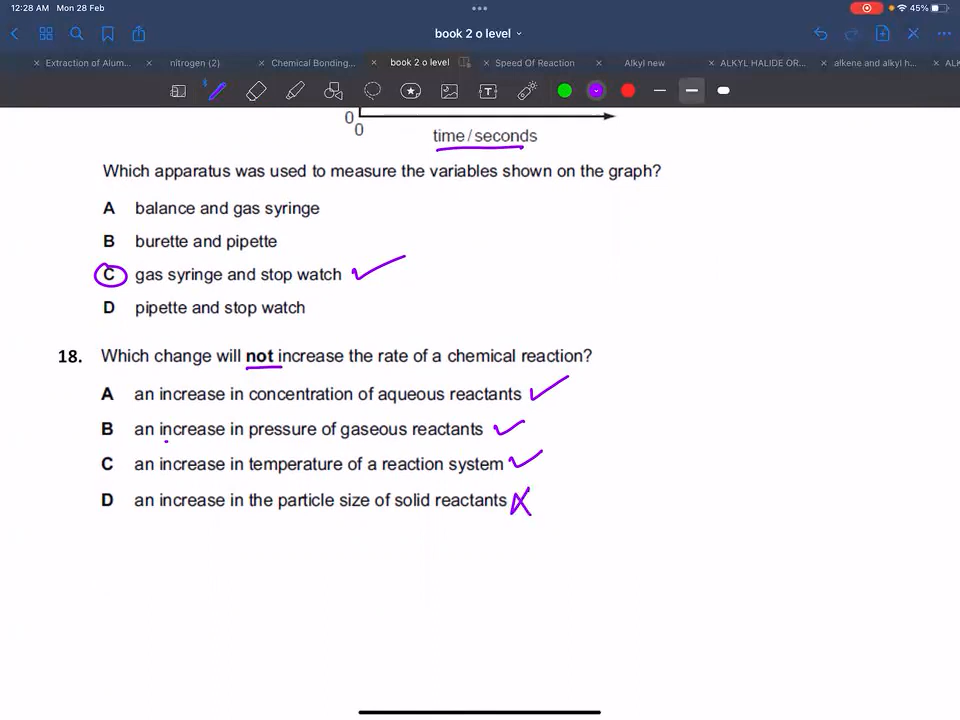 12:28 AM Mon 28 Feb
45%
book 2 o level
Extraction of Alum...
nitrogen (2)
Chemical Bonding...
book 2 o level
Speed Of Reaction
Alkyl new
ALKYL HALIDE OR...
alkene and alkyl h...
ALK
0
0
time/seconds
Which apparatus was used to measure the variables shown on the graph?
A balance and gas syringe
B burette and pipette
C gas syringe and stop watch
D pipette and stop watch
18. Which change will not increase the rate of a chemical reaction?
A an increase in concentration of aqueous reactants
B an increase in pressure of gaseous reactants
C an increase in temperature of a reaction system
D an increase in the particle size of solid reactants